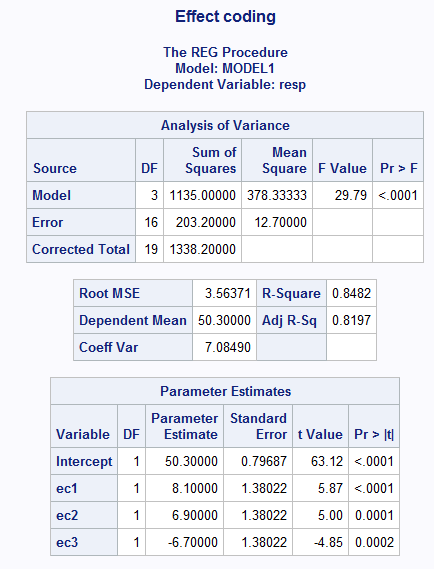 Effect coding
The REG Procedure
Model: MODEL1
Dependent Variable: resp
Analysis of Variance
Source DF Sum of Squares Mean Square F Value Pr > F
Model 3 1135.00000 378.33333 29.79 <.0001
Error 16 203.20000 12.70000
Corrected Total 19 1338.20000
Root MSE 3.56371 R-Square 0.8482
Dependent Mean 50.30000 Adj R-Sq 0.8197
Coeff Var 7.08490
Parameter Estimates
Variable DF Parameter Estimate Standard Error t Value Pr > |t|
Intercept 1 50.30000 0.79687 63.12 <.0001
ec1 1 8.10000 1.38022 5.87 <.0001
ec2 1 6.90000 1.38022 5.00 0.0001
ec3 1 -6.70000 1.38022 -4.85 0.0002